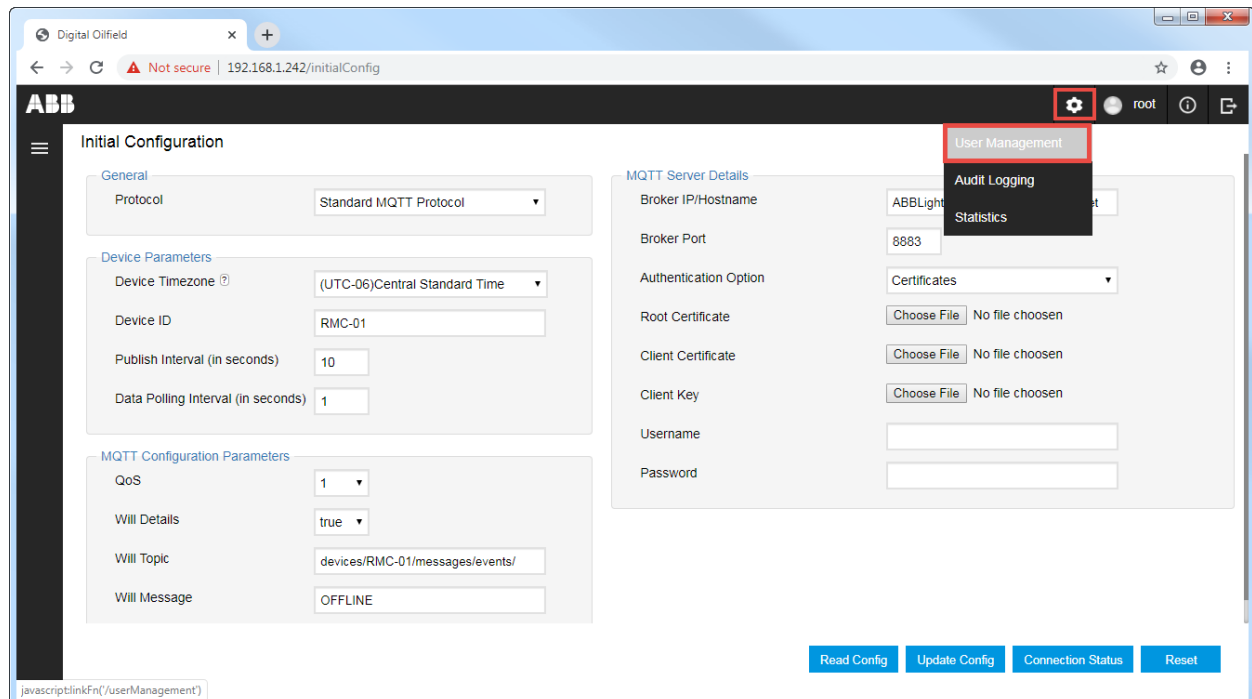 Digital Oilfield
Not secure | 192.168.1.242/initialConfig
ABB
root
Initial Configuration
User Management
Audit Logging
Statistics
General
Protocol
Standard MQTT Protocol
Device Parameters
Device Timezone ?
(UTC-06)Central Standard Time
Device ID
RMC-01
Publish Interval (in seconds)
10
Data Polling Interval (in seconds)
1
MQTT Configuration Parameters
QoS
1
Will Details
true
Will Topic
devices/RMC-01/messages/events/
Will Message
OFFLINE
MQTT Server Details
Broker IP/Hostname
ABBLight
Broker Port
8883
Authentication Option
Certificates
Root Certificate
Choose File No file choosen
Client Certificate
Choose File No file choosen
Client Key
Choose File No file choosen
Username
Password
Read Config
Update Config
Connection Status
Reset
javascript:linkFn('/userManagement')